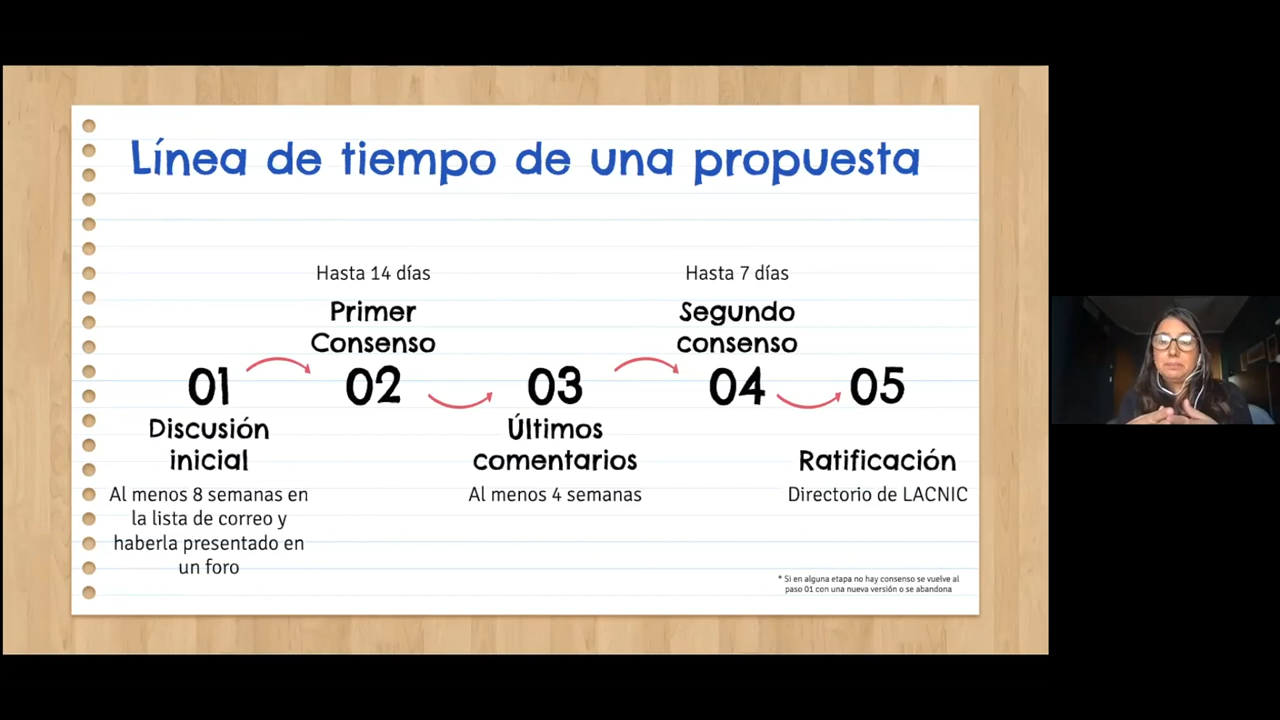 Línea de tiempo de una propuesta
01
Discusión
inicial
Al menos 8 semanas en
la lista de correo y
haberla presentado en
un foro
Hasta 14 días
Primer
Consenso
02
03
Últimos
comentarios
Al menos 4 semanas
Hasta 7 días
Segundo
consenso
04
05
Ratificación
Directorio de LACNIC
* Si en alguna etapa no hay consenso se vuelve al
paso 01 con una nueva versión o se abandona